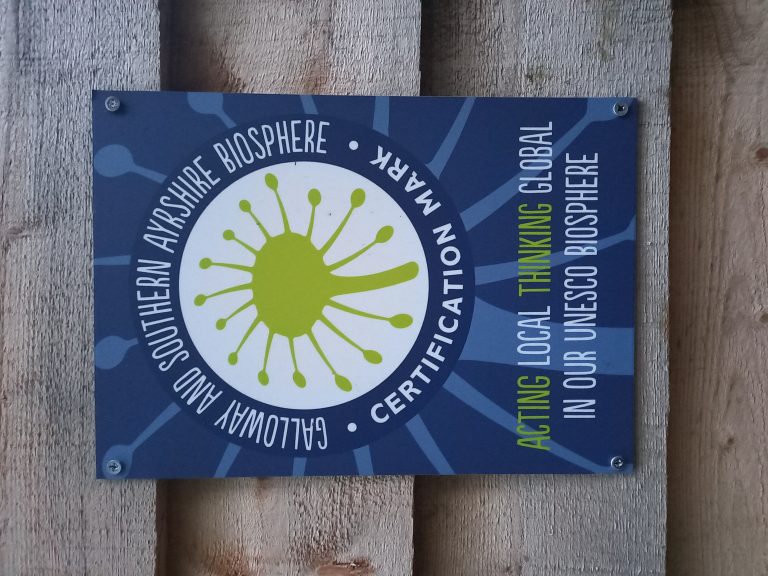 GALLOWAY AND SOUTHERN AYRSHIRE BIOSPHERE
• CERTIFICATION MARK •
ACTING LOCAL THINKING GLOBAL
IN OUR UNESCO BIOSPHERE